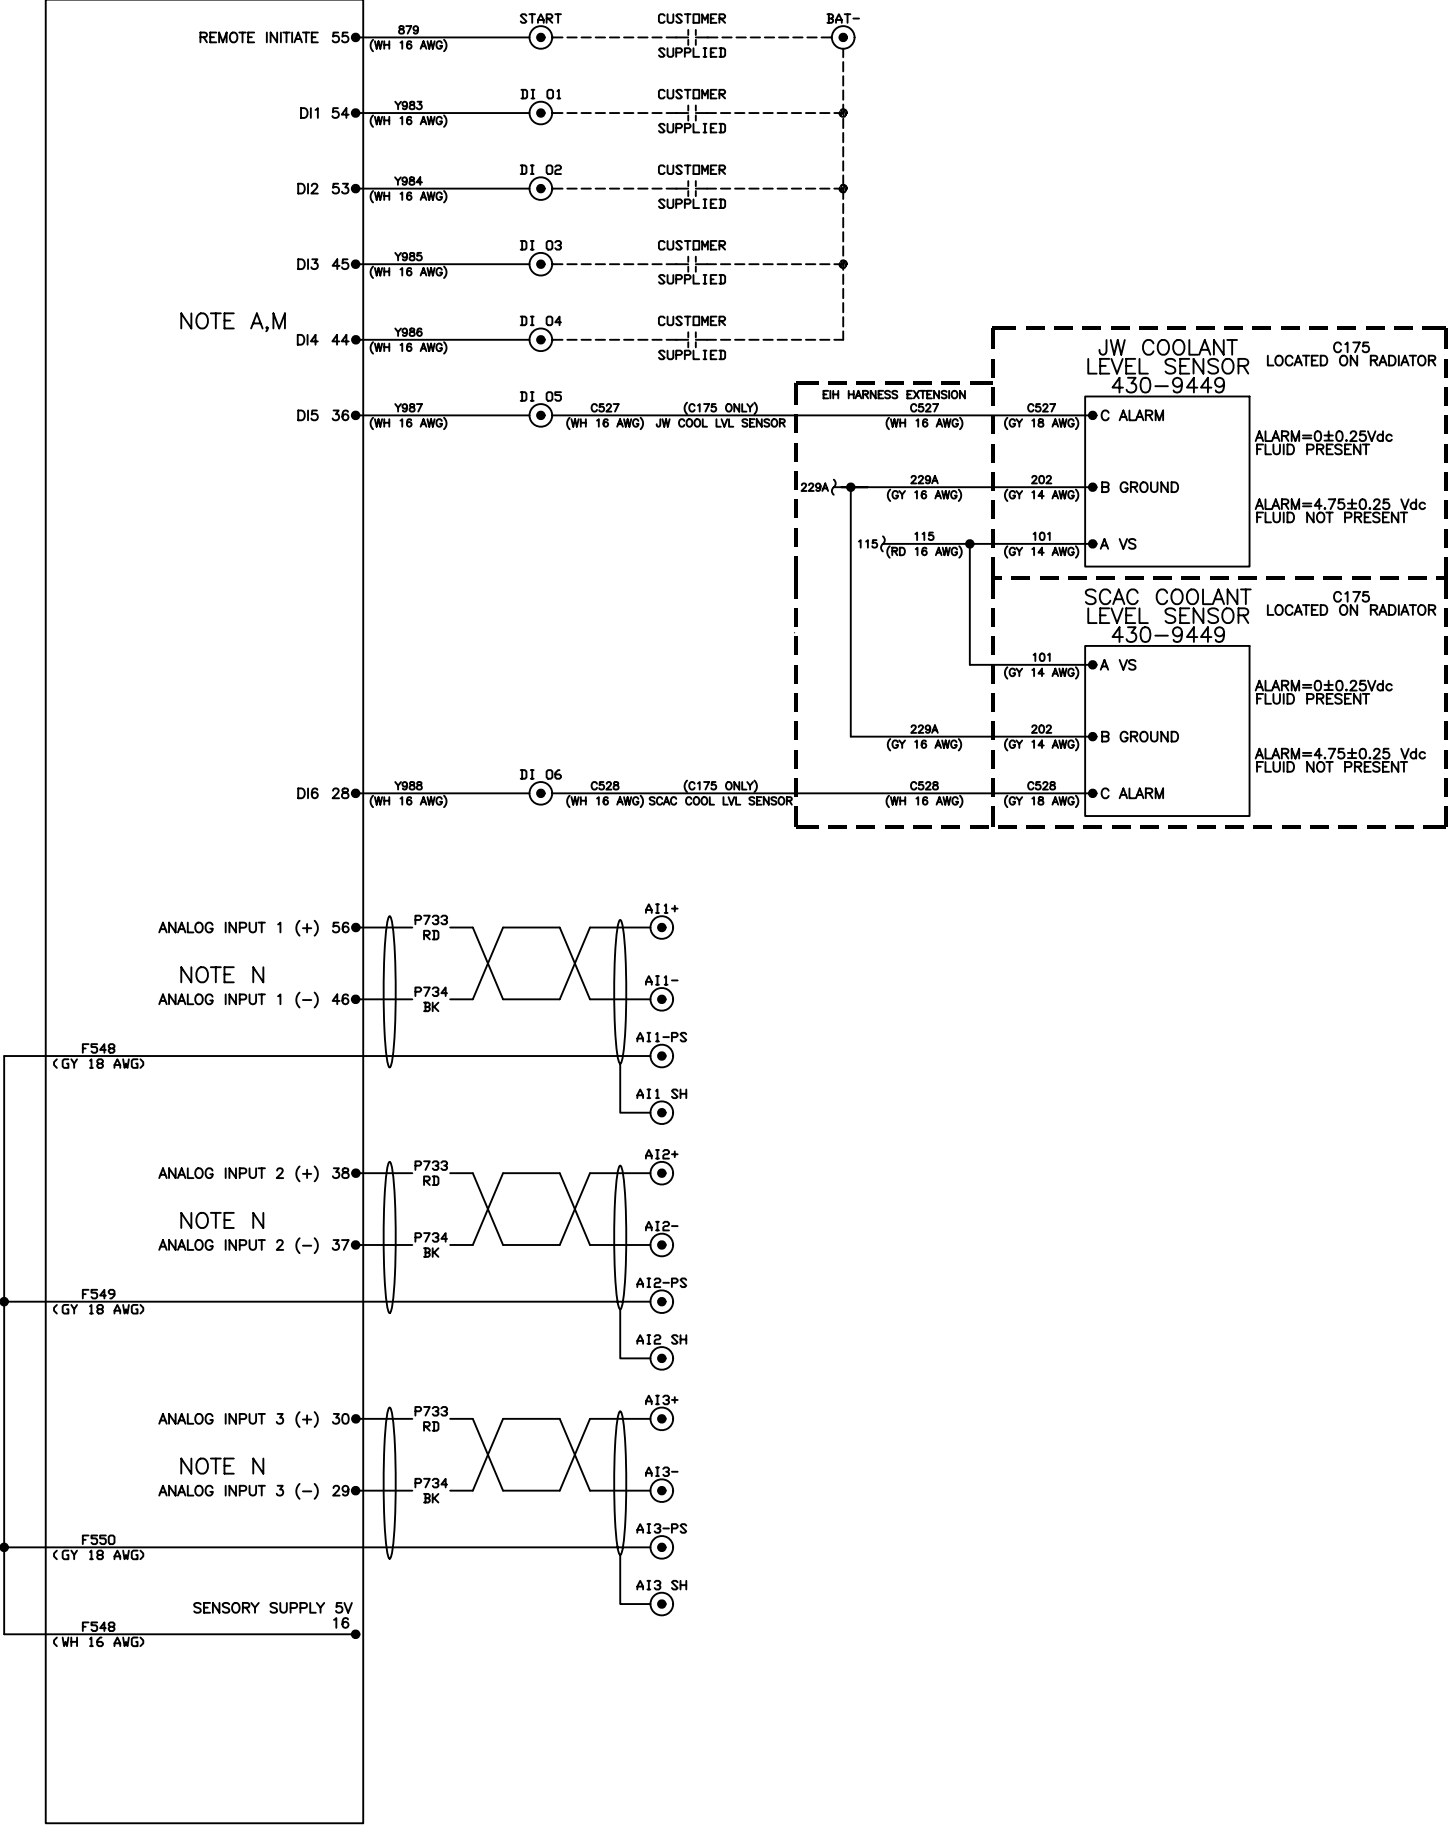 START CUSTOMER BAT-
REMOTE INITIATE 55 879
(WH 16 AWG) SUPPLIED
DI 01 CUSTOMER
DI1 54 Y983
(WH 16 AWG) SUPPLIED
DI 02 CUSTOMER
DI2 53 Y984
(WH 16 AWG) SUPPLIED
DI 03 CUSTOMER
DI3 45 Y985
(WH 16 AWG) SUPPLIED
NOTE A,M
DI 04 CUSTOMER
DI4 44 Y986
(WH 16 AWG) SUPPLIED
JW COOLANT
LEVEL SENSOR
430-9449
C175
LOCATED ON RADIATOR
EIH HARNESS EXTENSION
DI 05
DI5 36 Y987 C527 (C175 ONLY) C527 C527 C ALARM
(WH 16 AWG) (WH 16 AWG) JW COOL LVL SENSOR (WH 16 AWG) (GY 18 AWG)
ALARM=0±0.25Vdc
FLUID PRESENT
229A 229A 202 B GROUND
(GY 16 AWG) (GY 14 AWG)
ALARM=4.75±0.25 Vdc
FLUID NOT PRESENT
115 115 101 A VS
(RD 16 AWG) (GY 14 AWG)
SCAC COOLANT
LEVEL SENSOR
430-9449
C175
LOCATED ON RADIATOR
101 A VS
(GY 14 AWG)
ALARM=0±0.25Vdc
FLUID PRESENT
229A 202 B GROUND
(GY 16 AWG) (GY 14 AWG)
ALARM=4.75±0.25 Vdc
FLUID NOT PRESENT
DI 06
DI6 28 Y988 C528 (C175 ONLY) C528 C528 C ALARM
(WH 16 AWG) (WH 16 AWG) SCAC COOL LVL SENSOR (WH 16 AWG) (GY 18 AWG)
AI1+
ANALOG INPUT 1 (+) 56 P733
RD
NOTE N
AI1-
ANALOG INPUT 1 (-) 46 P734
BK
AI1-PS
F548
(GY 18 AWG)
AI1 SH
AI2+
ANALOG INPUT 2 (+) 38 P733
RD
NOTE N
AI2-
ANALOG INPUT 2 (-) 37 P734
BK
AI2-PS
F549
(GY 18 AWG)
AI2 SH
AI3+
ANALOG INPUT 3 (+) 30 P733
RD
NOTE N
AI3-
ANALOG INPUT 3 (-) 29 P734
BK
AI3-PS
F550
(GY 18 AWG)
AI3 SH
SENSORY SUPPLY 5V
16
F548
(WH 16 AWG)